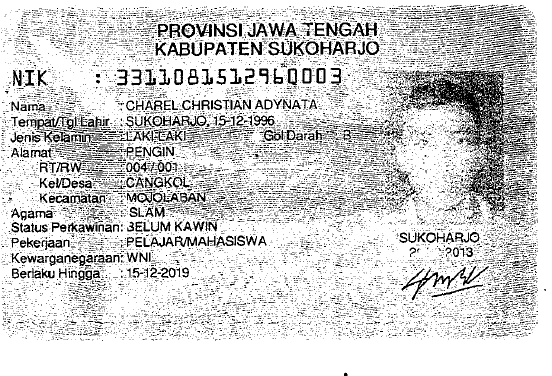 PROVINSI JAWA TENGAH
KABUPATEN SUKOHARJO
NIK : 3311081512960003
Nama : CHAREL CHRISTIAN ADYNATA
Tempat/Tgl Lahir : SUKOHARJO, 15-12-1996
Jenis Kelamin : LAKI-LAKI Gol Darah : B
Alamat : PENGIN
RT/RW : 004/001
Kel/Desa : CANGKOL
Kecamatan : MOJOLABAN
Agama : SLAM
Status Perkawinan: BELUM KAWIN
Pekerjaan : PELAJAR/MAHASISWA
Kewarganegaraan: WNI
Berlaku Hingga : 15-12-2019
SUKOHARJO
2013